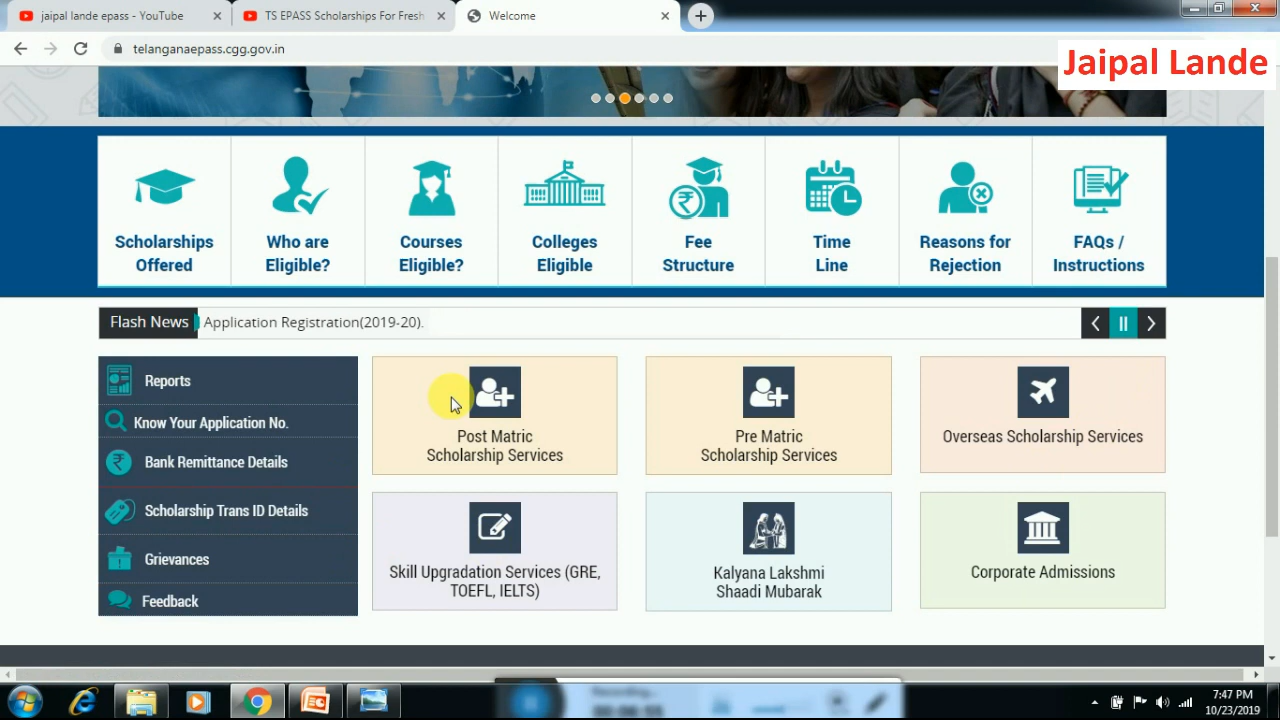 jaipal lande epass - YouTube
TS EPASS Scholarships For Fresh
Welcome
telanganaepass.cgg.gov.in
Jaipal Lande
Scholarships
Offered
Who are
Eligible?
Courses
Eligible?
Colleges
Eligible
Fee
Structure
Time
Line
Reasons for
Rejection
FAQs /
Instructions
Flash News
Application Registration(2019-20).
Reports
Know Your Application No.
Bank Remittance Details
Scholarship Trans ID Details
Grievances
Feedback
Post Matric
Scholarship Services
Pre Matric
Scholarship Services
Overseas Scholarship Services
Skill Upgradation Services (GRE,
TOEFL, IELTS)
Kalyana Lakshmi
Shaadi Mubarak
Corporate Admissions
Recording...
7:47 PM
10/23/2019